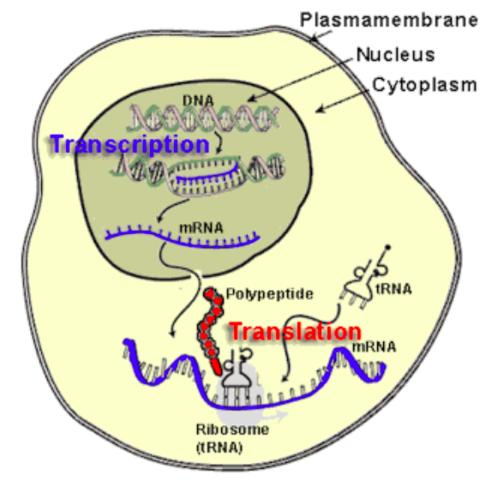 Plasmamembrane
Nucleus
Cytoplasm
DNA
Transcription
mRNA
Polypeptide
tRNA
Translation
mRNA
Ribosome
(tRNA)